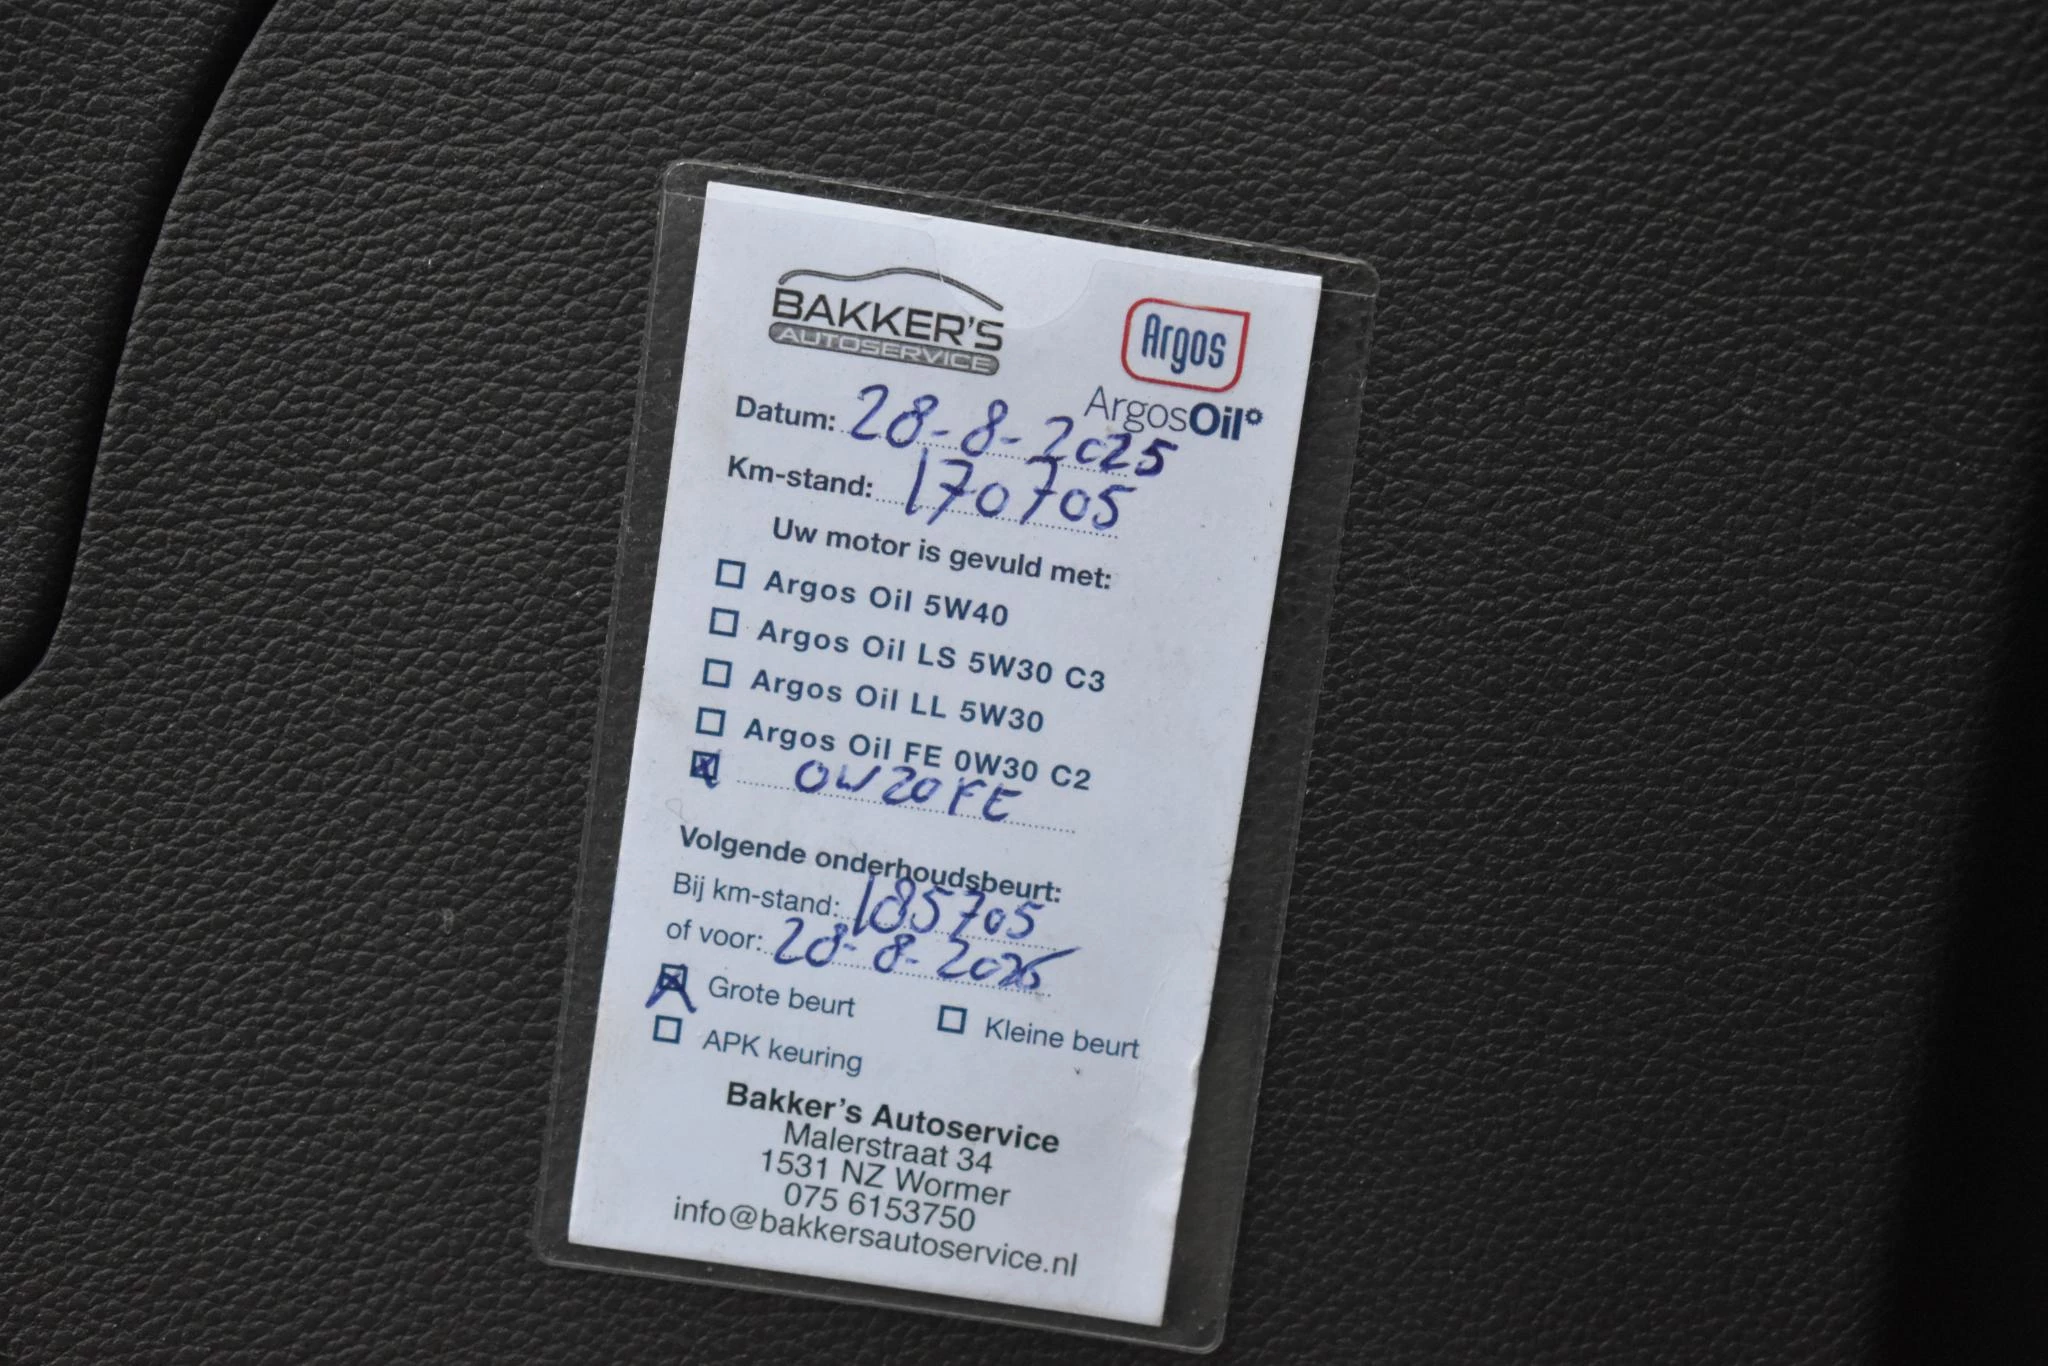 BAKKER'S
AUTOSERVICE
Argos
ArgosOil
Datum: 28-8-2025
Km-stand: 170705
Uw motor is gevuld met:
Argos Oil 5W40
Argos Oil LS 5W30 C3
Argos Oil LL 5W30
Argos Oil FE 0W30 C2
0W20FE
Volgende onderhoudsbeurt:
Bij km-stand: 185705
of voor: 28-8-2026
Grote beurt Kleine beurt
APK keuring
Bakker's Autoservice
Malerstraat 34
1531 NZ Wormer
075 6153750
info@bakkersautoservice.nl